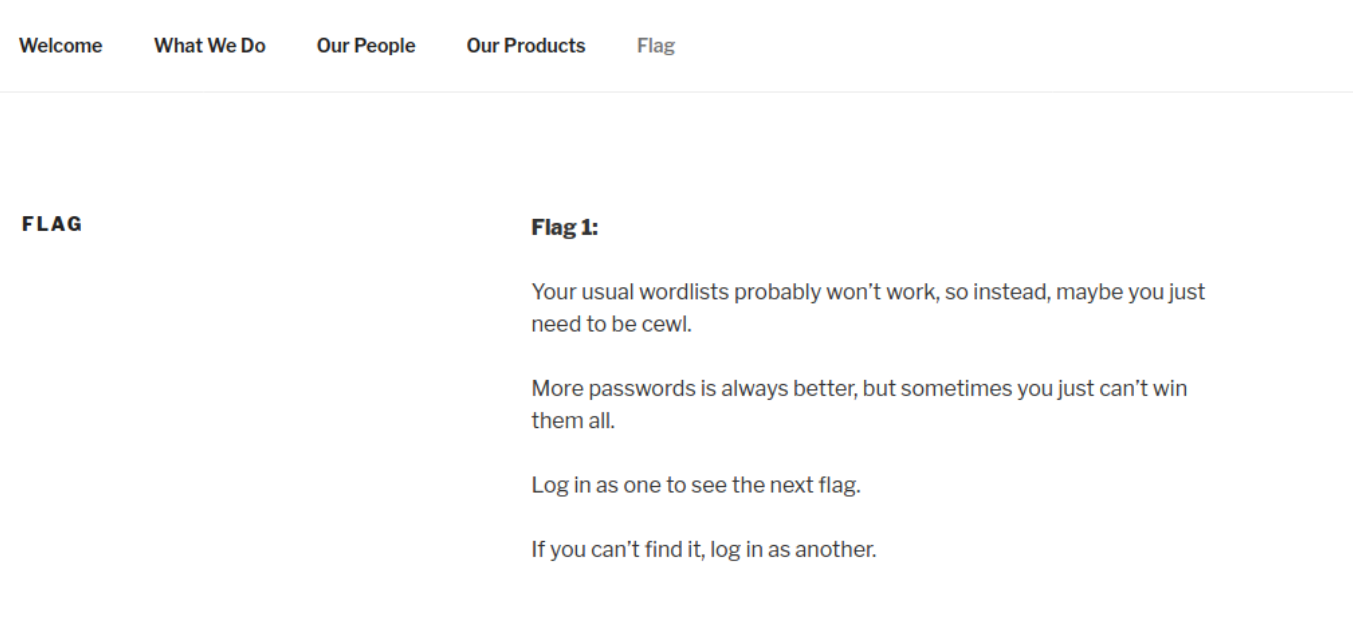 Welcome What We Do Our People Our Products Flag
FLAG
Flag 1:
Your usual wordlists probably won’t work, so instead, maybe you just
need to be cewl.
More passwords is always better, but sometimes you just can’t win
them all.
Log in as one to see the next flag.
If you can’t find it, log in as another.